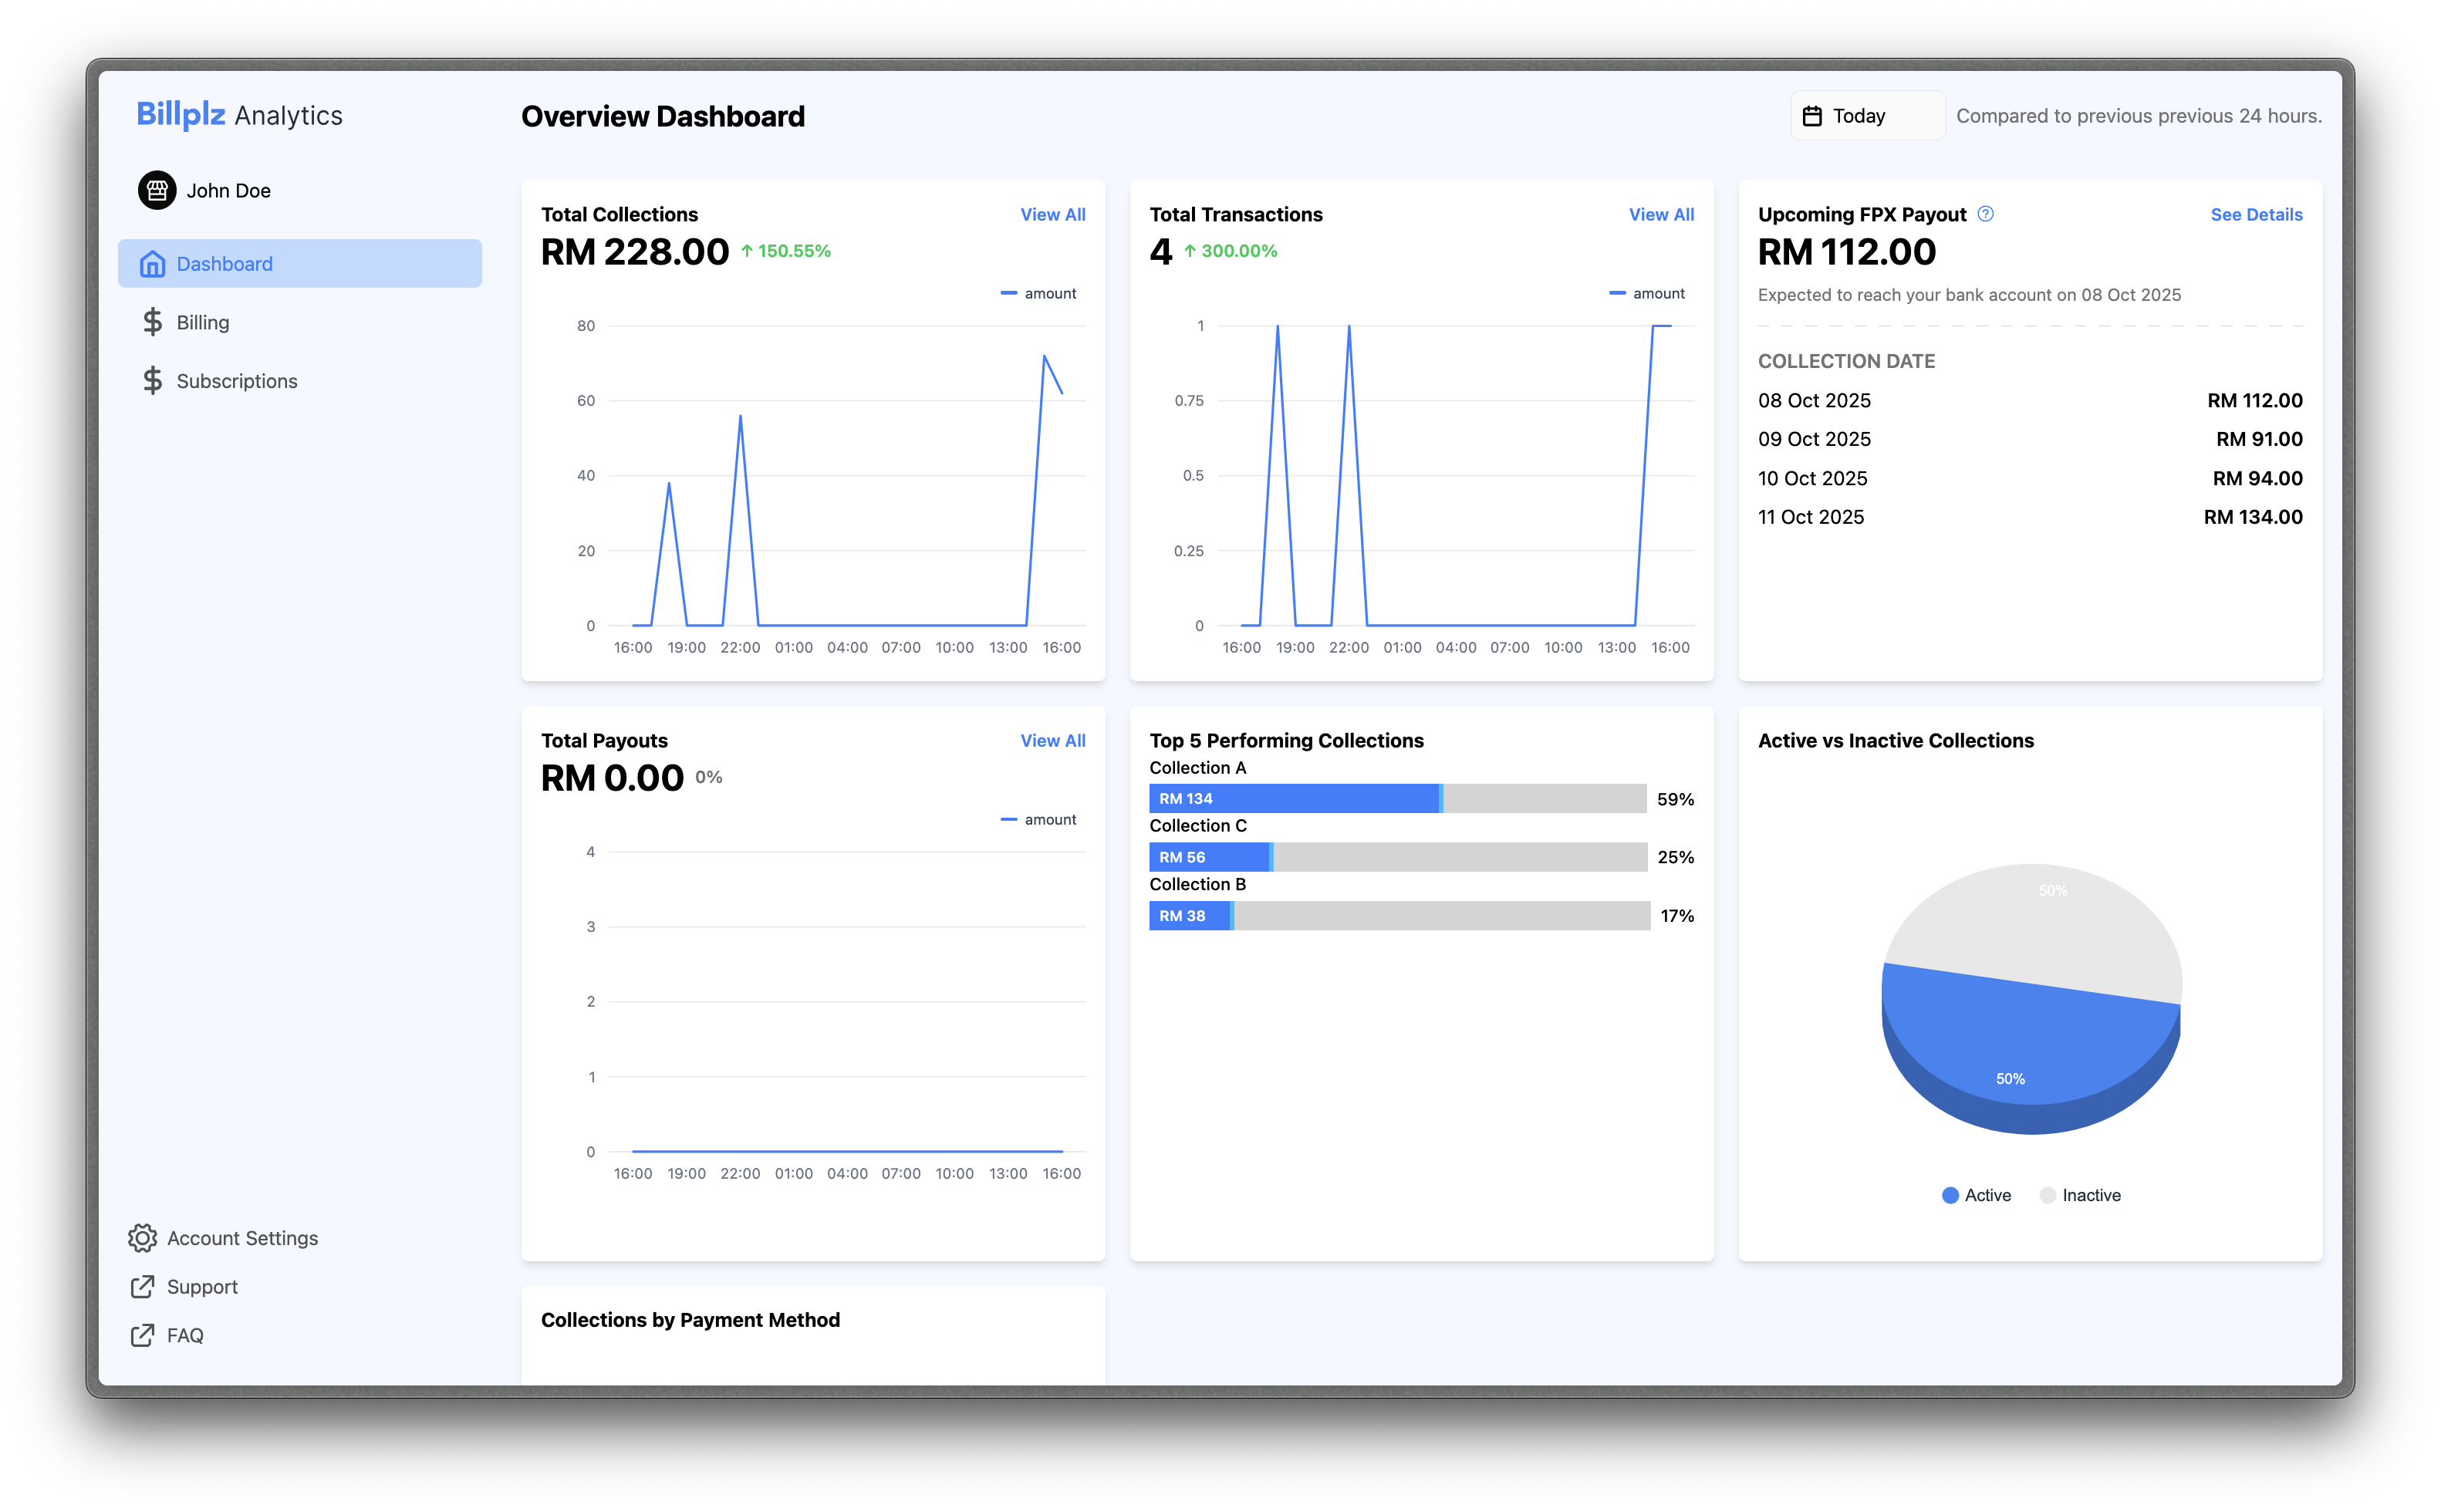 Billplz Analytics
John Doe
Dashboard
Billing
Subscriptions
Account Settings
Support
FAQ
Overview Dashboard
Today
Compared to previous previous 24 hours.
Total Collections
View All
RM 228.00
↑ 150.55%
amount
80
60
40
20
0
16:00 19:00 22:00 01:00 04:00 07:00 10:00 13:00 16:00
Total Transactions
View All
4
↑ 300.00%
amount
1
0.75
0.5
0.25
0
16:00 19:00 22:00 01:00 04:00 07:00 10:00 13:00 16:00
Upcoming FPX Payout ?
See Details
RM 112.00
Expected to reach your bank account on 08 Oct 2025
COLLECTION DATE
08 Oct 2025 RM 112.00
09 Oct 2025 RM 91.00
10 Oct 2025 RM 94.00
11 Oct 2025 RM 134.00
Total Payouts
View All
RM 0.00
0%
amount
4
3
2
1
0
16:00 19:00 22:00 01:00 04:00 07:00 10:00 13:00 16:00
Top 5 Performing Collections
Collection A
RM 134 59%
Collection C
RM 56 25%
Collection B
RM 38 17%
Active vs Inactive Collections
50%
50%
Active Inactive
Collections by Payment Method